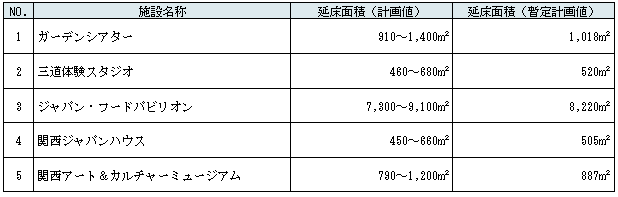 NO. 施設名称 延床面積（計画値） 延床面積（暫定計画値）
1 ガーデンシアター 910～1,400㎡ 1,018㎡
2 三道体験スタジオ 460～680㎡ 520㎡
3 ジャパン・フードパビリオン 7,300～9,100㎡ 8,220㎡
4 関西ジャパンハウス 450～660㎡ 505㎡
5 関西アート＆カルチャーミュージアム 790～1,200㎡ 887㎡